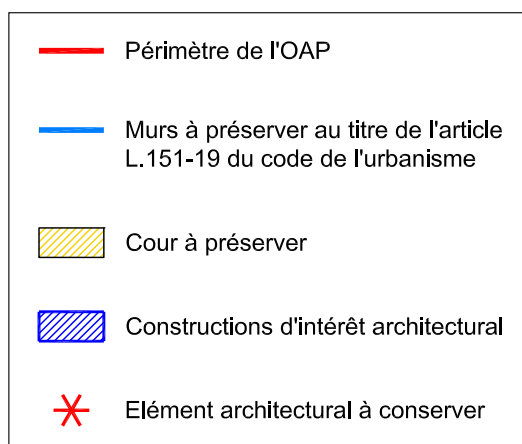 Périmètre de l'OAP
Murs à préserver au titre de l'article
L.151-19 du code de l'urbanisme
Cour à préserver
Constructions d'intérêt architectural
Elément architectural à conserver